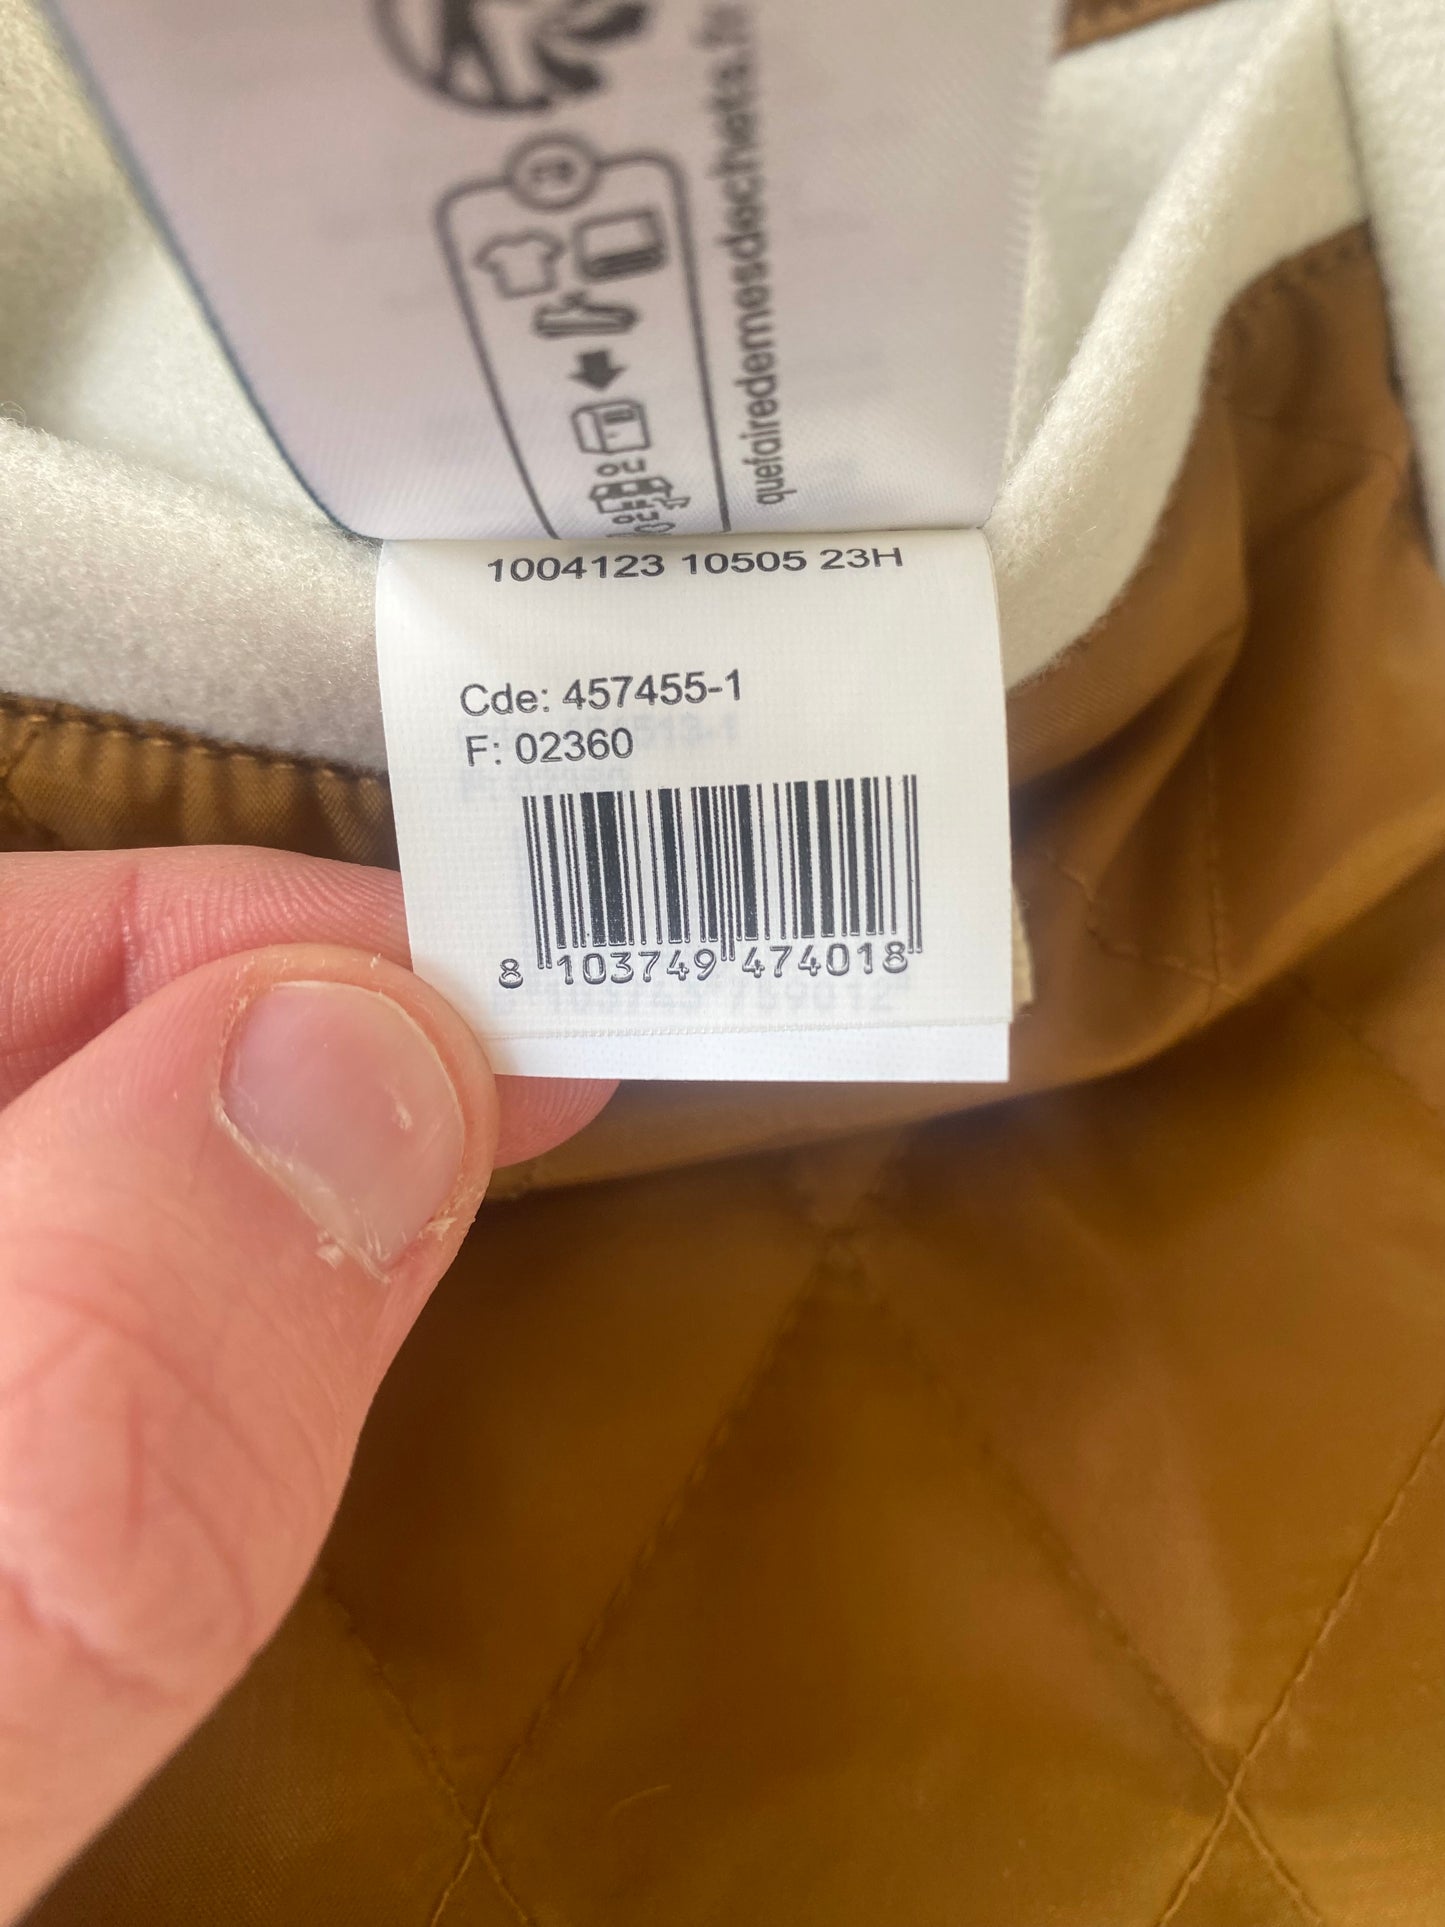 quefairedemesdechets.fr
1004123 10505 23H
Cde: 457455-1
F: 02360
8 103749 474018